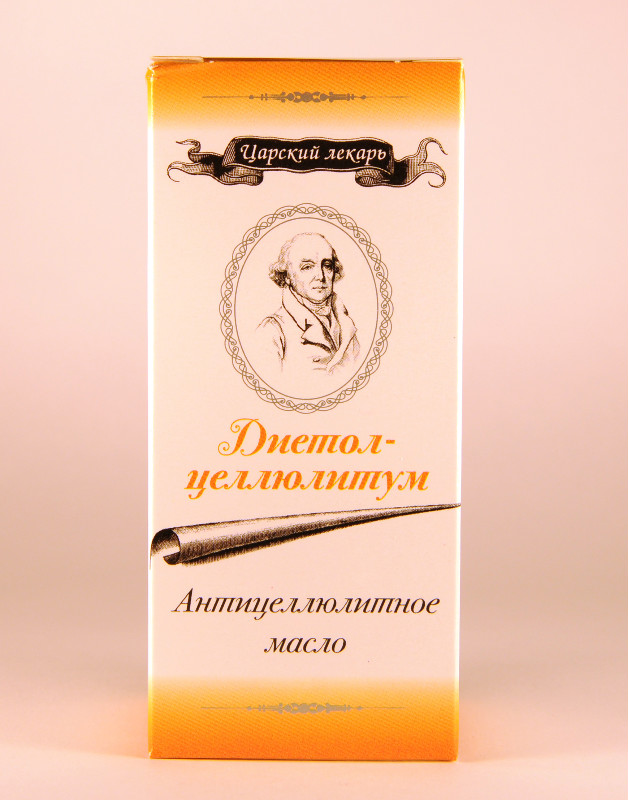 Царский лекарь
Диетол-
целлюлитум
Антицеллюлитное
масло